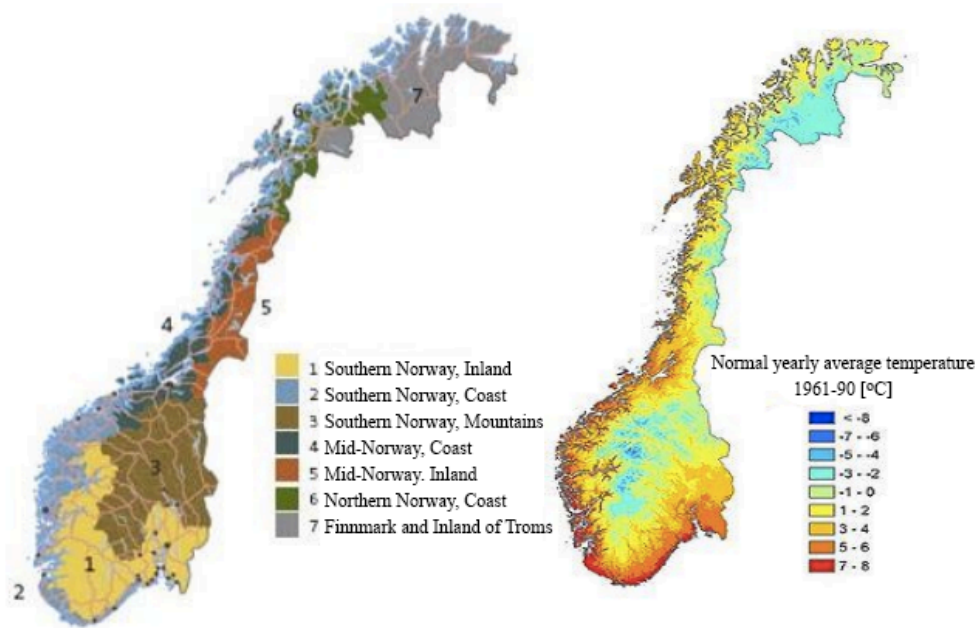 6
7
5
4
3
1
2
1 Southern Norway, Inland
2 Southern Norway, Coast
3 Southern Norway, Mountains
4 Mid-Norway, Coast
5 Mid-Norway. Inland
6 Northern Norway, Coast
7 Finnnmark and Inland of Troms
Normal yearly average temperature
1961-90 [ºC]
< -8
-7 - -6
-5 - -4
-3 - -2
-1 - 0
1 - 2
3 - 4
5 - 6
7 - 8